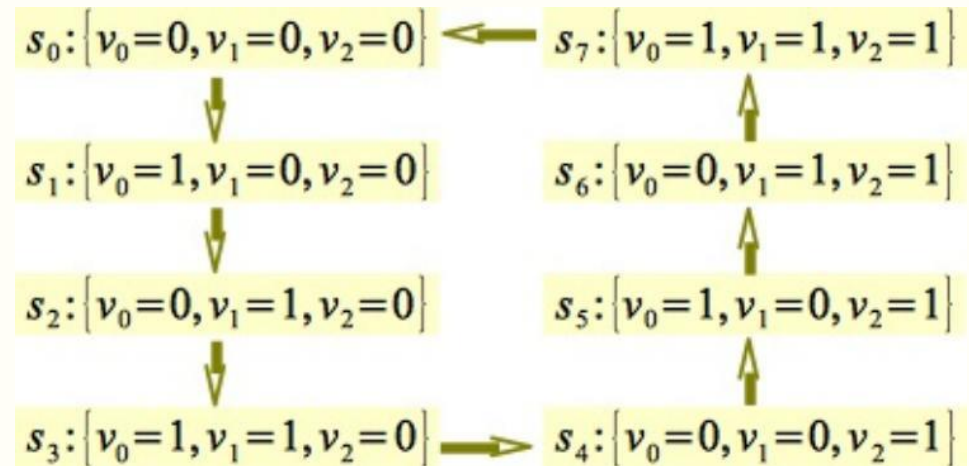 s₀:{v₀=0,v₁=0,v₂=0}
s₁:{v₀=1,v₁=0,v₂=0}
s₂:{v₀=0,v₁=1,v₂=0}
s₃:{v₀=1,v₁=1,v₂=0}
s₄:{v₀=0,v₁=0,v₂=1}
s₅:{v₀=1,v₁=0,v₂=1}
s₆:{v₀=0,v₁=1,v₂=1}
s₇:{v₀=1,v₁=1,v₂=1}